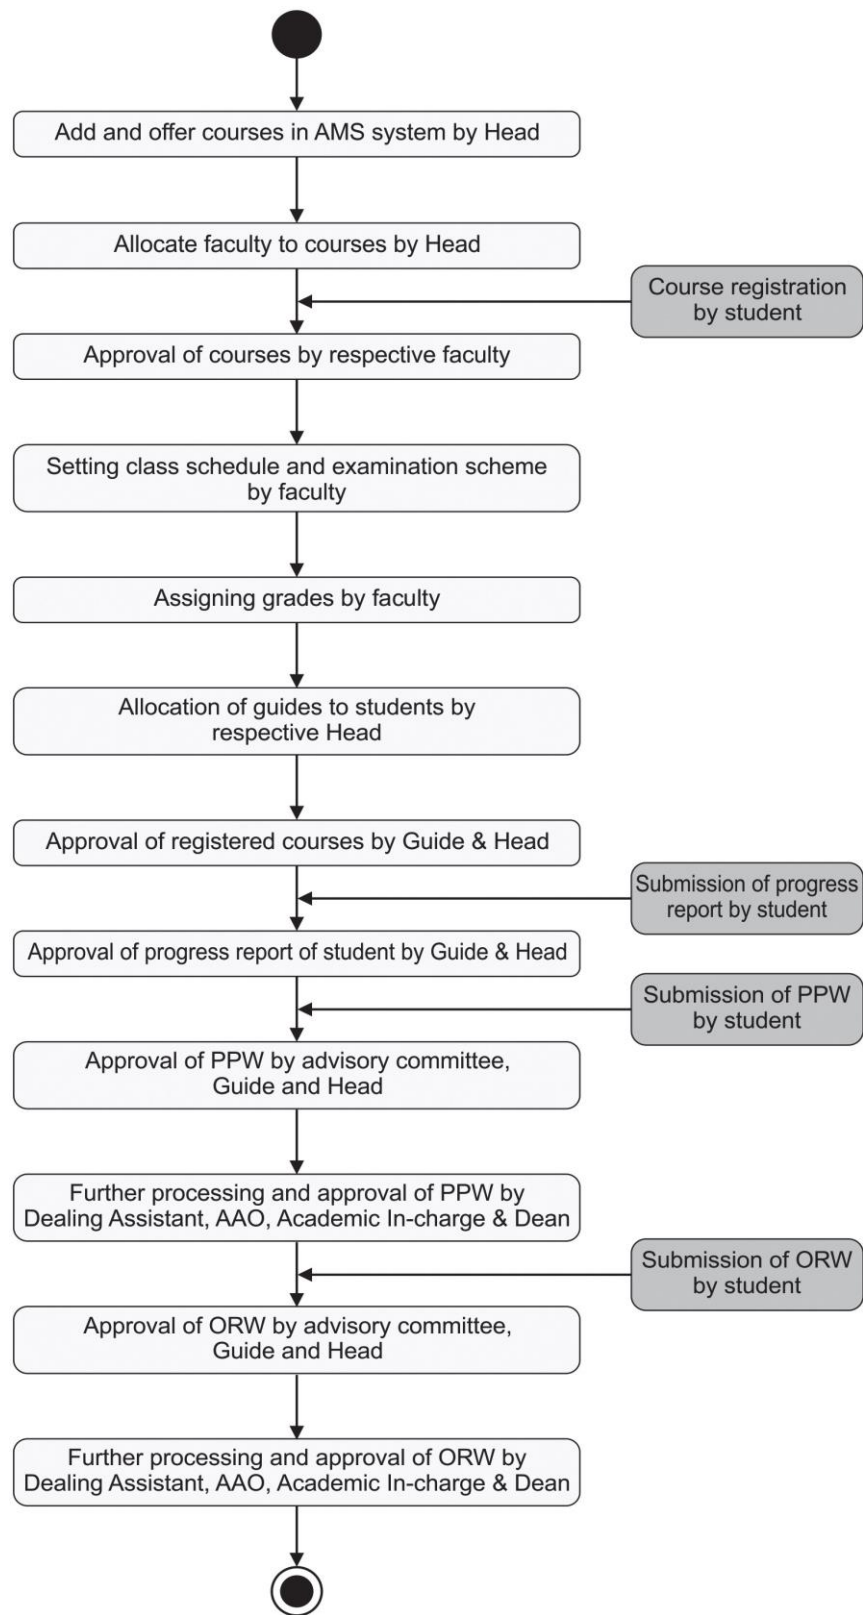 Add and offer courses in AMS system by Head
Allocate faculty to courses by Head
Course registration
by student
Approval of courses by respective faculty
Setting class schedule and examination scheme
by faculty
Assigning grades by faculty
Allocation of guides to students by
respective Head
Approval of registered courses by Guide & Head
Submission of progress
report by student
Approval of progress report of student by Guide & Head
Submission of PPW
by student
Approval of PPW by advisory committee,
Guide and Head
Further processing and approval of PPW by
Dealing Assistant, AAO, Academic In-charge & Dean
Submission of ORW
by student
Approval of ORW by advisory committee,
Guide and Head
Further processing and approval of ORW by
Dealing Assistant, AAO, Academic In-charge & Dean